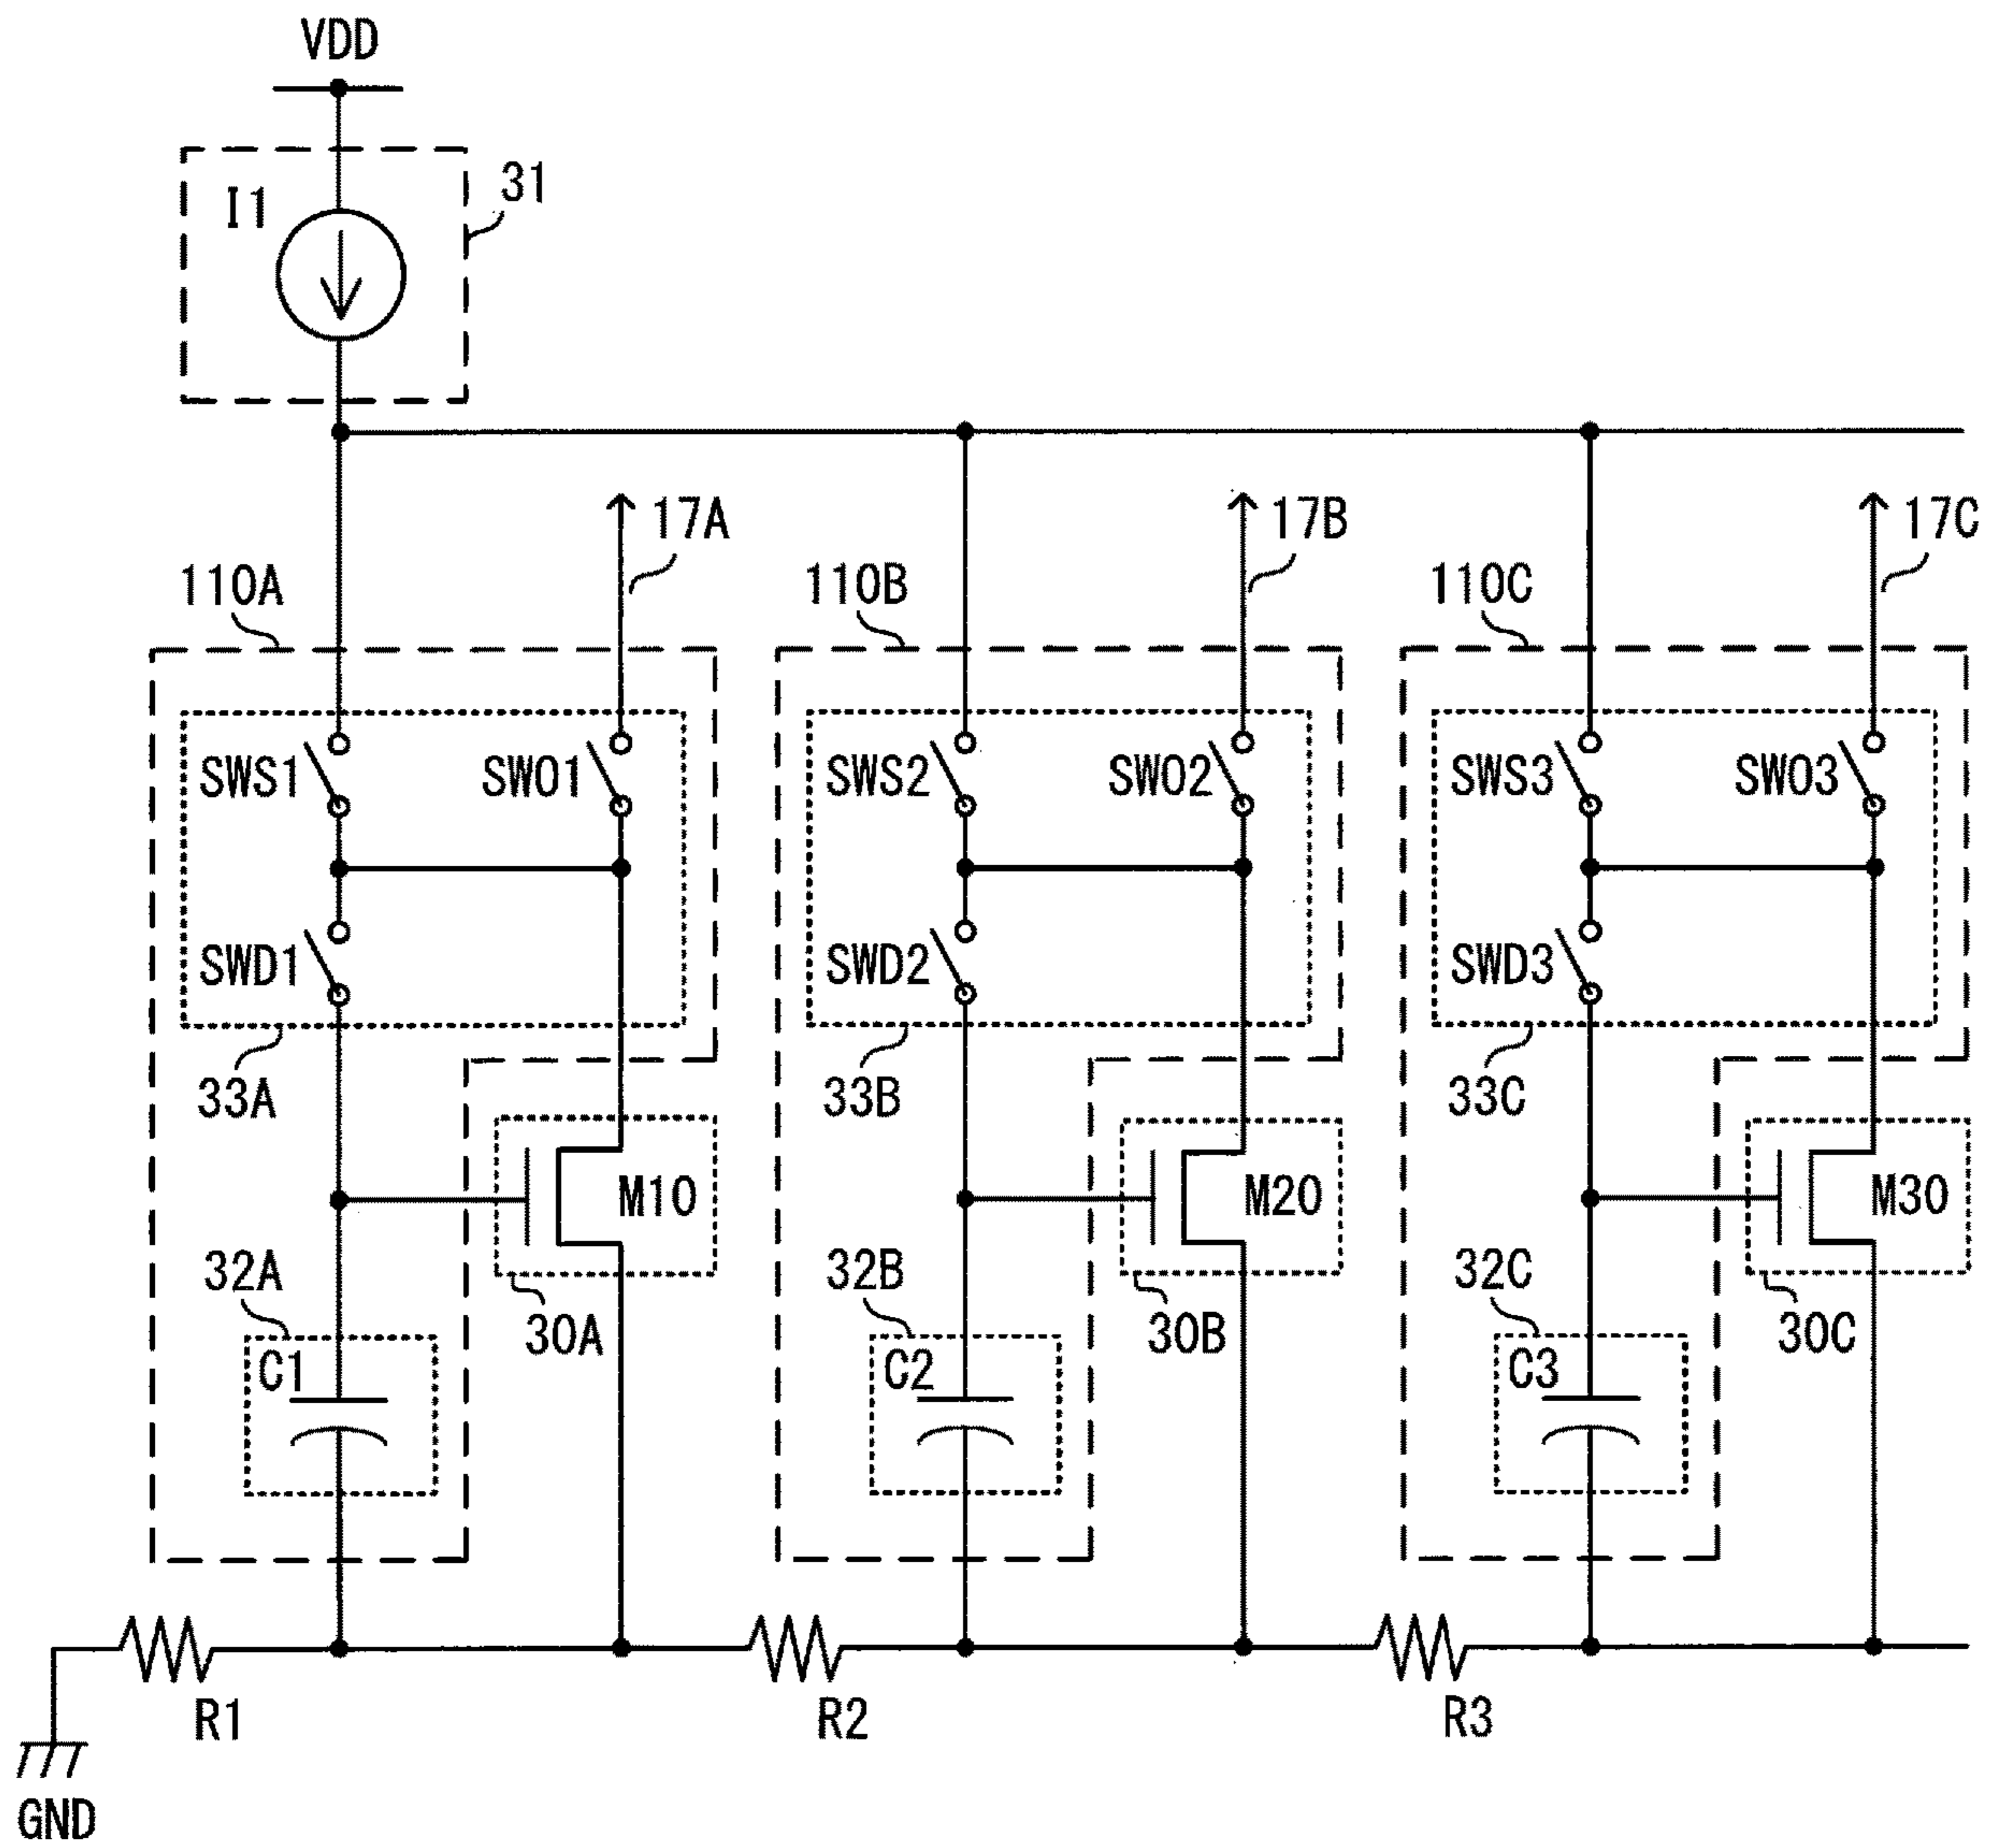 VDD
I1
31
17A
17B
17C
110A
110B
110C
SWS1
SWO1
SWS2
SWO2
SWS3
SWO3
SWD1
SWD2
SWD3
33A
33B
33C
M10
M20
M30
32A
32B
32C
30A
30B
30C
C1
C2
C3
R1
R2
R3
GND